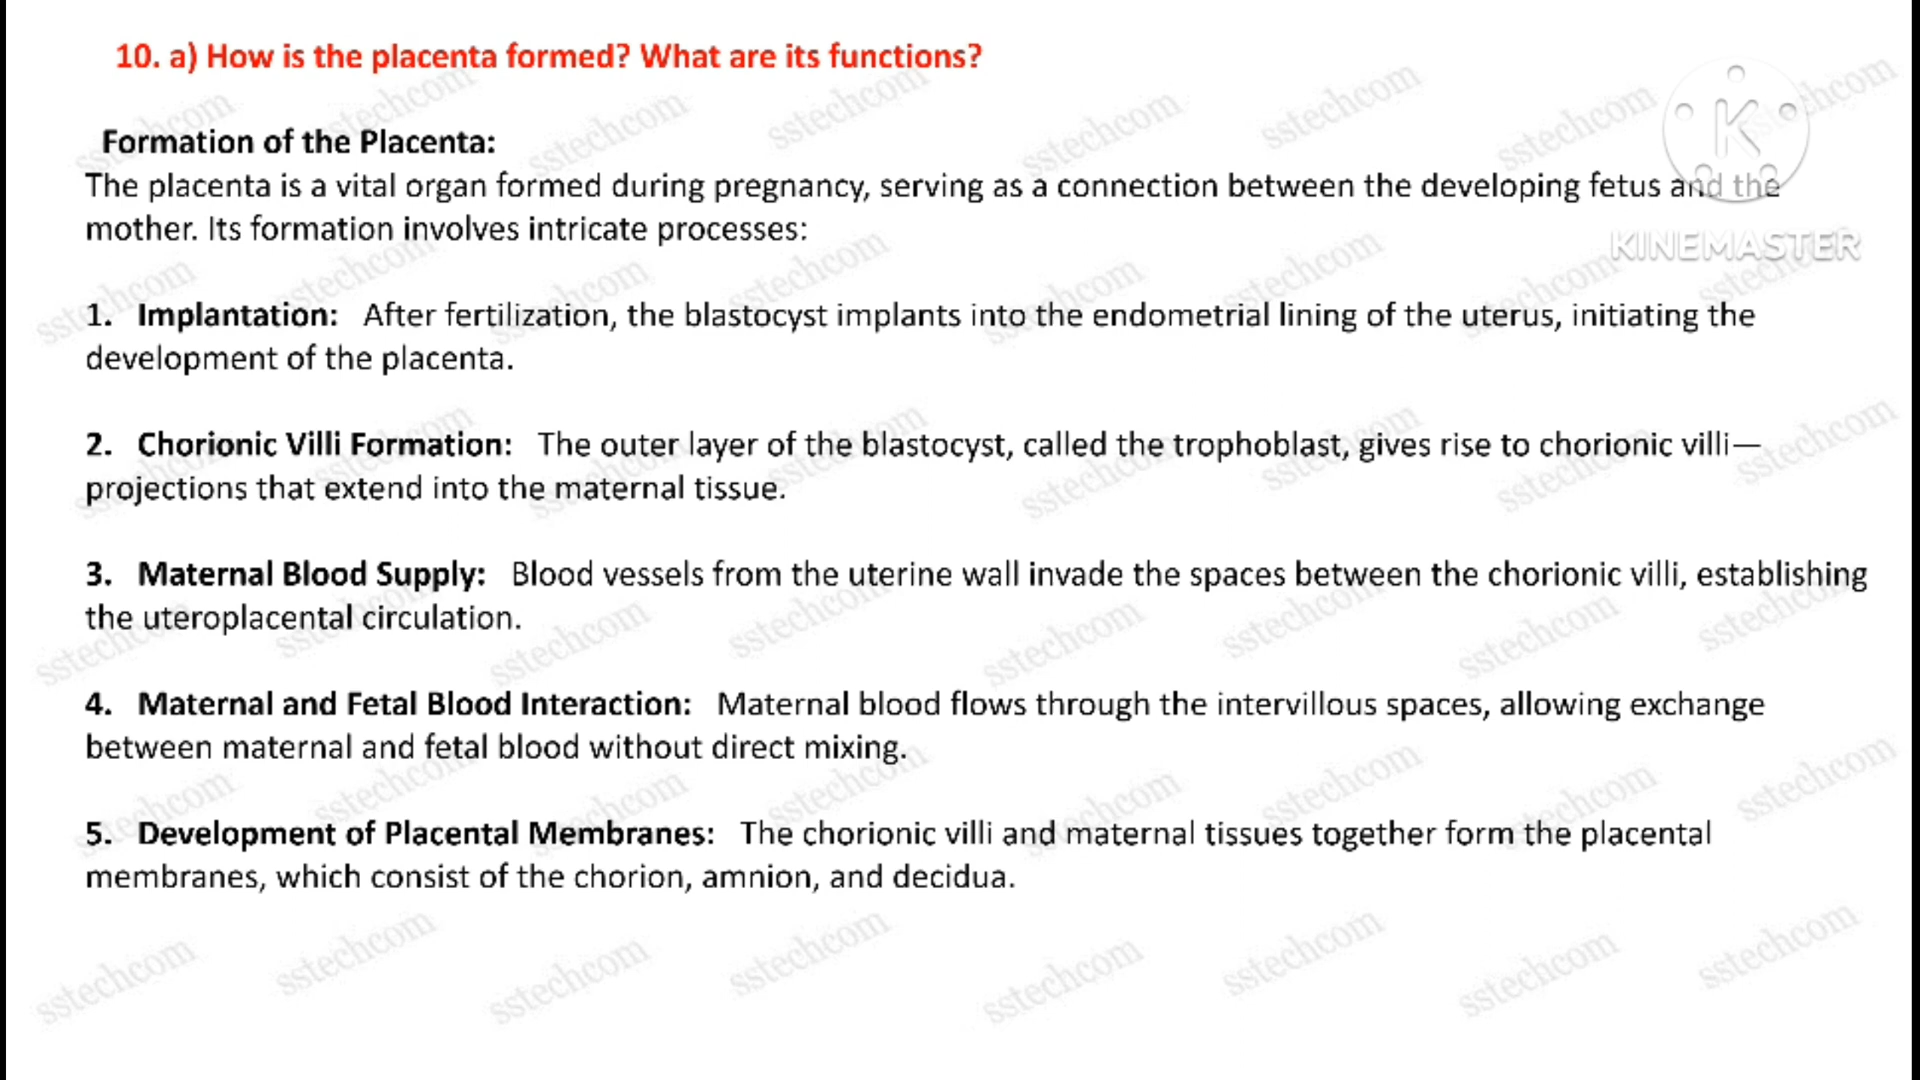 10. a) How is the placenta formed? What are its functions?
Formation of the Placenta:
The placenta is a vital organ formed during pregnancy, serving as a connection between the developing fetus and the
mother. Its formation involves intricate processes:
1. Implantation: After fertilization, the blastocyst implants into the endometrial lining of the uterus, initiating the
development of the placenta.
2. Chorionic Villi Formation: The outer layer of the blastocyst, called the trophoblast, gives rise to chorionic villi—
projections that extend into the maternal tissue.
3. Maternal Blood Supply: Blood vessels from the uterine wall invade the spaces between the chorionic villi, establishing
the uteroplacental circulation.
4. Maternal and Fetal Blood Interaction: Maternal blood flows through the intervillous spaces, allowing exchange
between maternal and fetal blood without direct mixing.
5. Development of Placental Membranes: The chorionic villi and maternal tissues together form the placental
membranes, which consist of the chorion, amnion, and decidua.
K
KINEMASTER
sstechcom